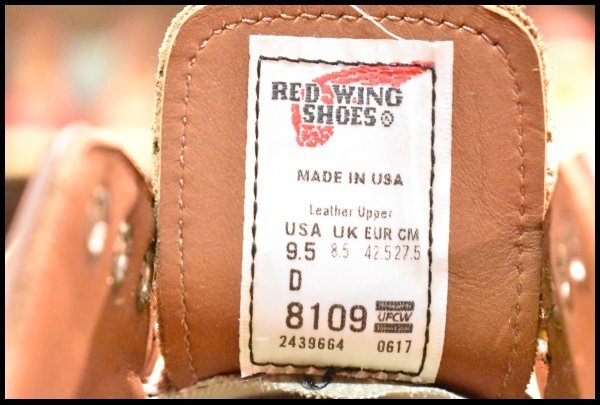 RED WING
SHOES®
MADE IN USA
Leather Upper
USA UK EUR CM
9.5 8.5 42.5 27.5
D
8109 UFCW
2439664 0617